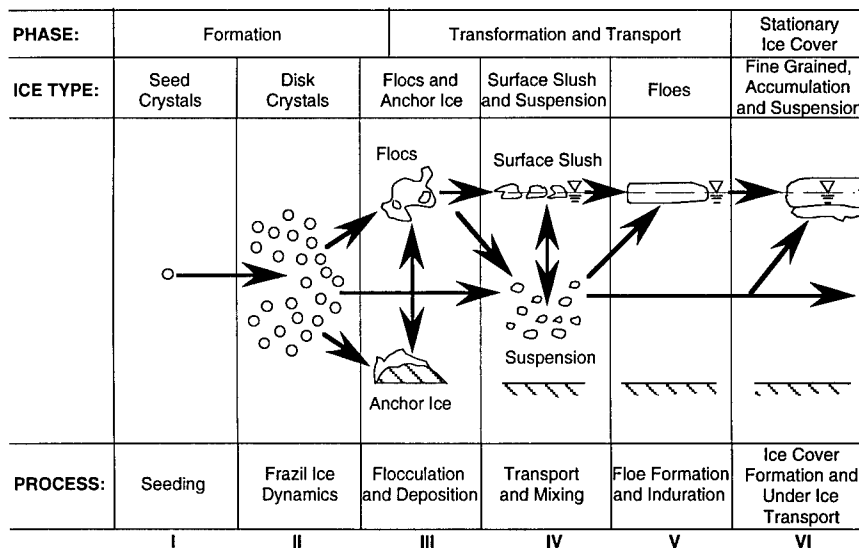 PHASE:
Formation
Transformation and Transport
Stationary
Ice Cover
ICE TYPE:
Seed
Crystals
Disk
Crystals
Flocs and
Anchor Ice
Surface Slush
and Suspension
Floes
Fine Grained,
Accumulation
and Suspension
Flocs
Surface Slush
Suspension
Anchor Ice
PROCESS:
Seeding
Frazil Ice
Dynamics
Flocculation
and Deposition
Transport
and Mixing
Floe Formation
and Induration
Ice Cover
Formation and
Under Ice
Transport
I
II
III
IV
V
VI